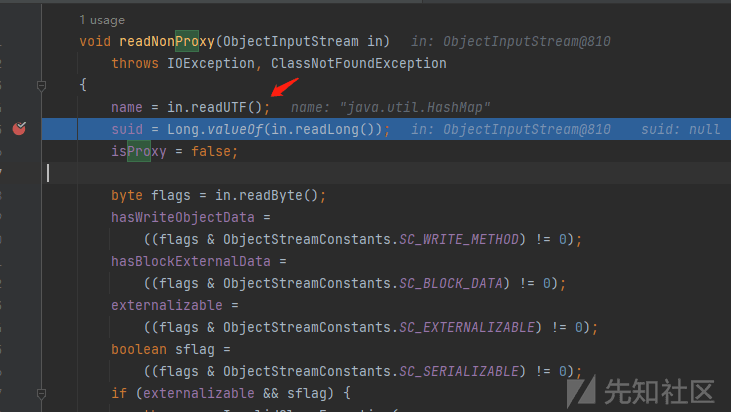 1 usage
void readNonProxy(ObjectInputStream in)   in: ObjectInputStream@810
    throws IOException, ClassNotFoundException
{
    name = in.readUTF();   name: "java.util.HashMap"
    suid = Long.valueOf(in.readLong());   in: ObjectInputStream@810   suid: null
    isProxy = false;
    byte flags = in.readByte();
    hasWriteObjectData =
        ((flags & ObjectStreamConstants.SC_WRITE_METHOD) != 0);
    hasBlockExternalData =
        ((flags & ObjectStreamConstants.SC_BLOCK_DATA) != 0);
    externalizable =
        ((flags & ObjectStreamConstants.SC_EXTERNALIZABLE) != 0);
    boolean sflag =
        ((flags & ObjectStreamConstants.SC_SERIALIZABLE) != 0);
    if (externalizable && sflag) {
先知社区